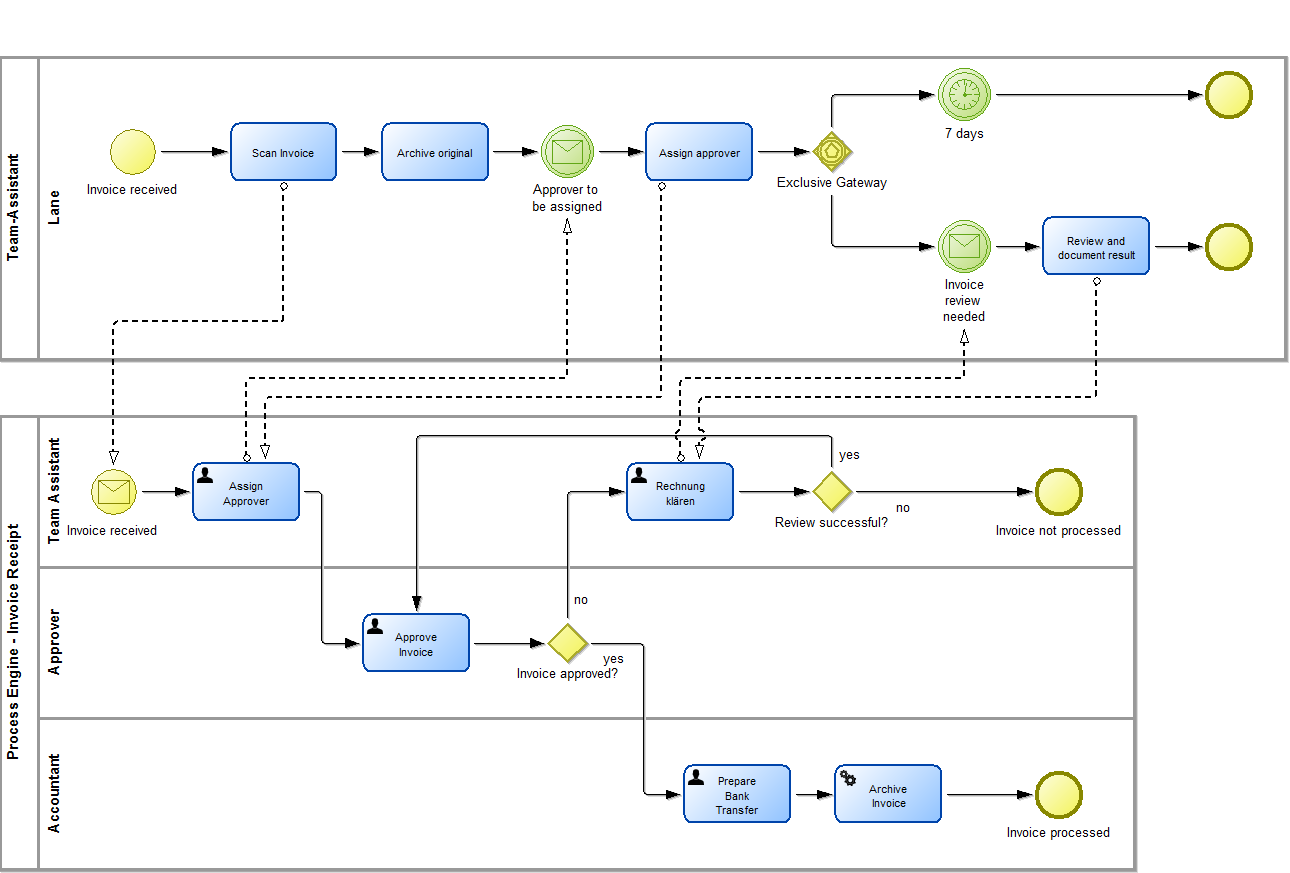 Team-Assistant
Lane
Invoice received
Scan Invoice
Archive original
Approver to
be assigned
Assign approver
Exclusive Gateway
7 days
Invoice
review
needed
Review and
document result
Process Engine - Invoice Receipt
Team Assistant
Invoice received
Assign
Approver
Rechnung
klären
yes
Review successful?
no
Invoice not processed
Approver
Approve
Invoice
no
yes
Invoice approved?
Accountant
Prepare
Bank
Transfer
Archive
Invoice
Invoice processed